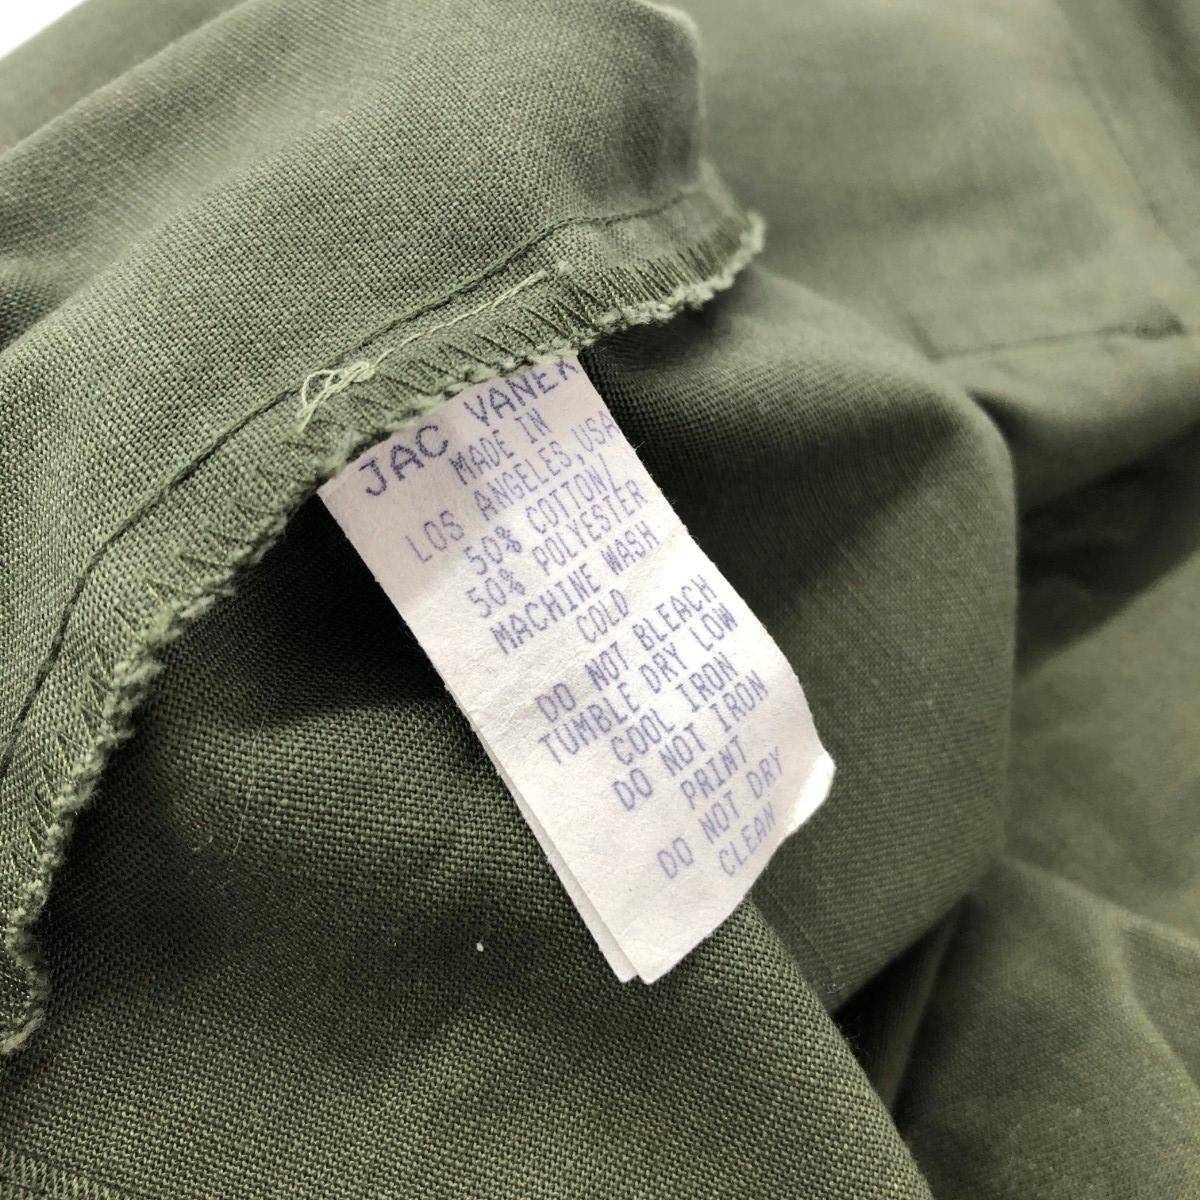 JAC VANEK
MADE IN
LOS ANGELES,USA
50% COTTON/
50% POLYESTER
MACHINE WASH
COLD
DO NOT BLEACH
TUMBLE DRY LOW
COOL IRON
DO NOT IRON
PRINT
DO NOT DRY
CLEAN